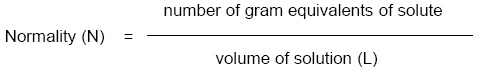 number of gram equivalents of solute
Normality (N) =
volume of solution (L)